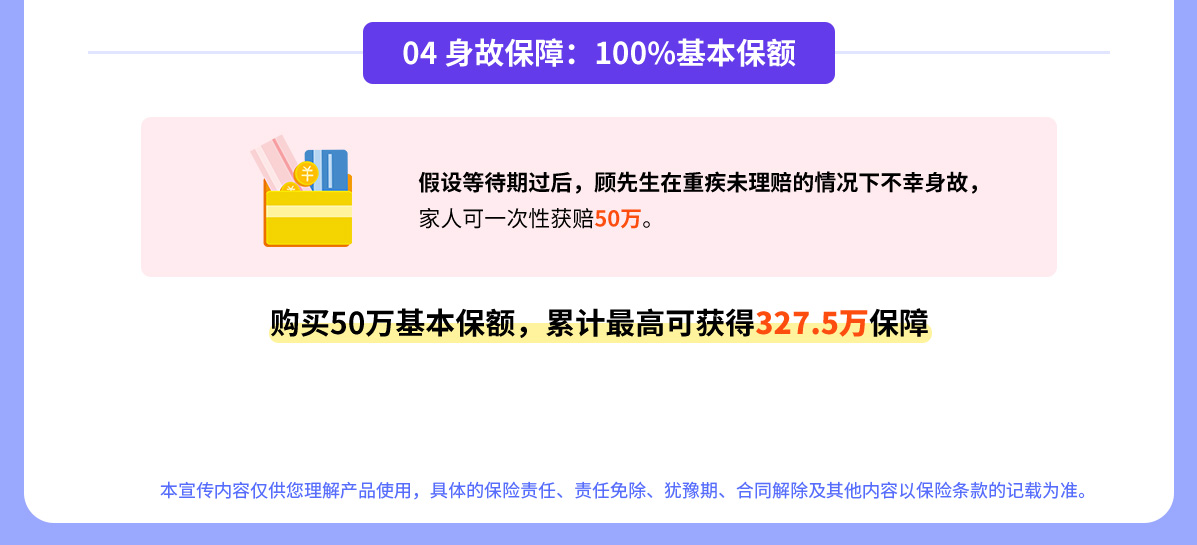 04 身故保障：100%基本保额
假设等待期过后，顾先生在重疾未理赔的情况下不幸身故，
家人可一次性获赔50万。
购买50万基本保额，累计最高可获得327.5万保障
本宣传内容仅供您理解产品使用，具体的保险责任、责任免除、犹豫期、合同解除及其他内容以保险条款的记载为准。